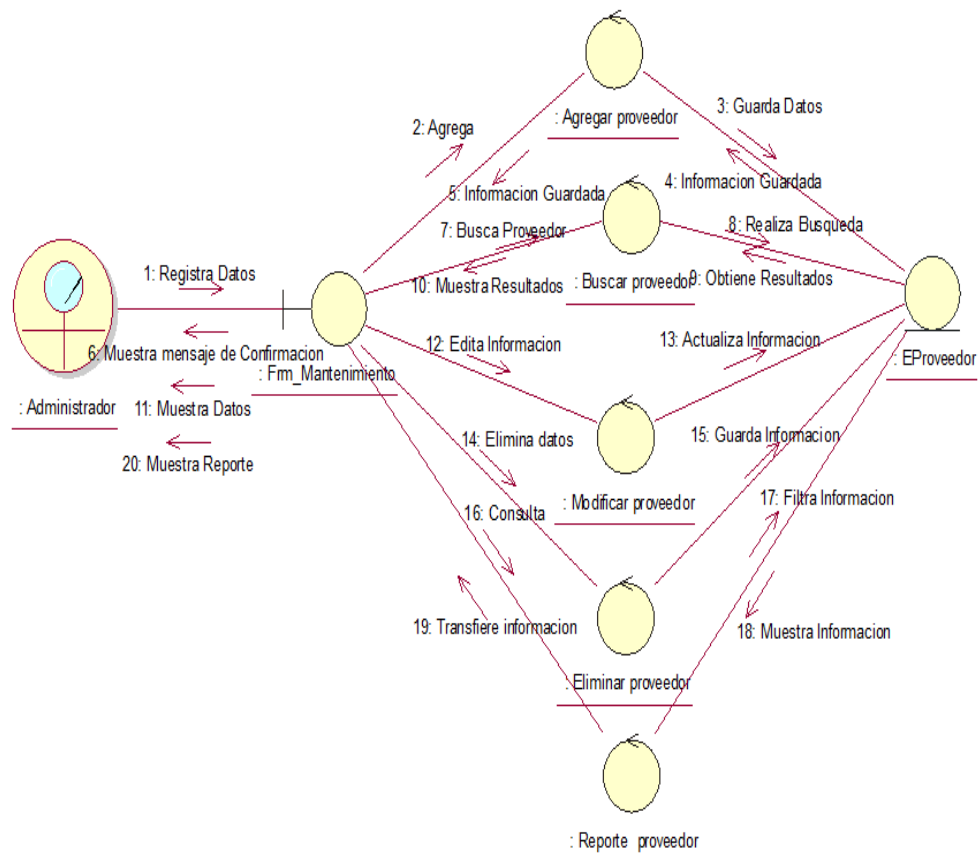 3: Guarda Datos
2: Agrega
: Agregar proveedor
4: Informacion Guardada
5: Informacion Guardada
7: Busca Proveedor
8: Realiza Busqueda
1: Registra Datos
10: Muestra Resultados
: Buscar proveedor
9: Obtiene Resultados
12: Edita Informacion
13: Actualiza Informacion
6: Muestra mensaje de Confirmacion
: EProveedor
: Frm_Mantenimiento
: Administrador
11: Muestra Datos
14: Elimina datos
15: Guarda Informacion
20: Muestra Reporte
: Modificar proveedor
17: Filtra Informacion
16: Consulta
19: Transfiere informacion
18: Muestra Informacion
: Eliminar proveedor
: Reporte proveedor